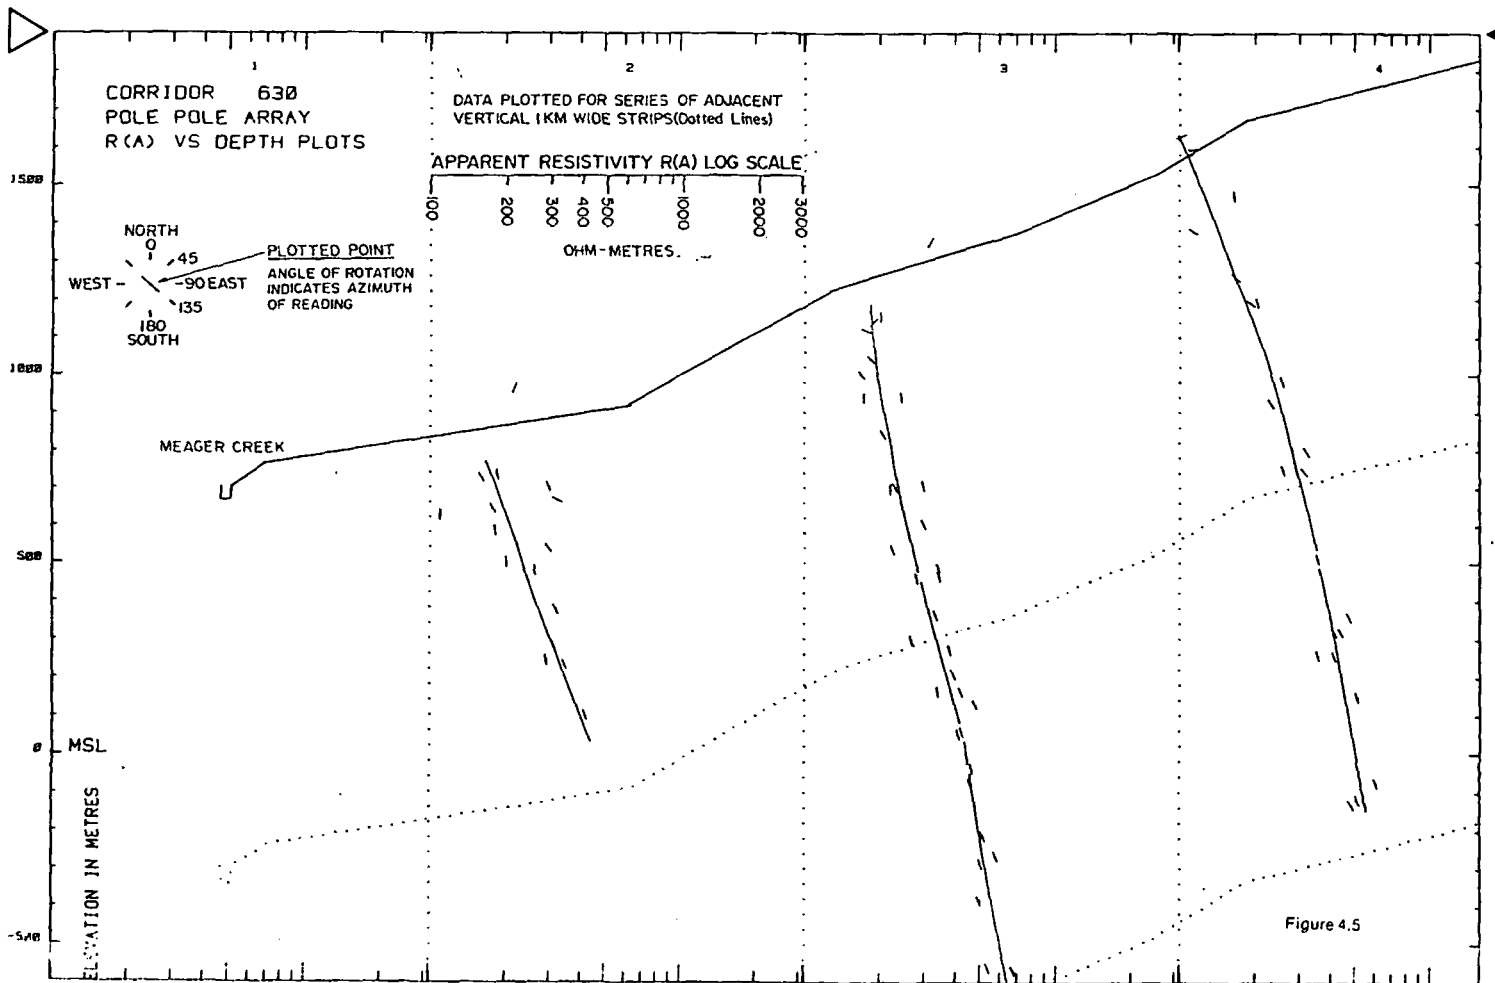 1 2 3 4
CORRIDOR 630
POLE POLE ARRAY
R(A) VS DEPTH PLOTS
DATA PLOTTED FOR SERIES OF ADJACENT
VERTICAL 1KM WIDE STRIPS(Dotted Lines)
APPARENT RESISTIVITY R(A) LOG SCALE
100 200 300 400 500 1000 2000 3000
OHM-METRES.
1500
NORTH
0
45
WEST
90 EAST
135
180
SOUTH
PLOTTED POINT
ANGLE OF ROTATION
INDICATES AZIMUTH
OF READING
1000
MEAGER CREEK
500
0 MSL
ELEVATION IN METRES
-500
Figure 4.5